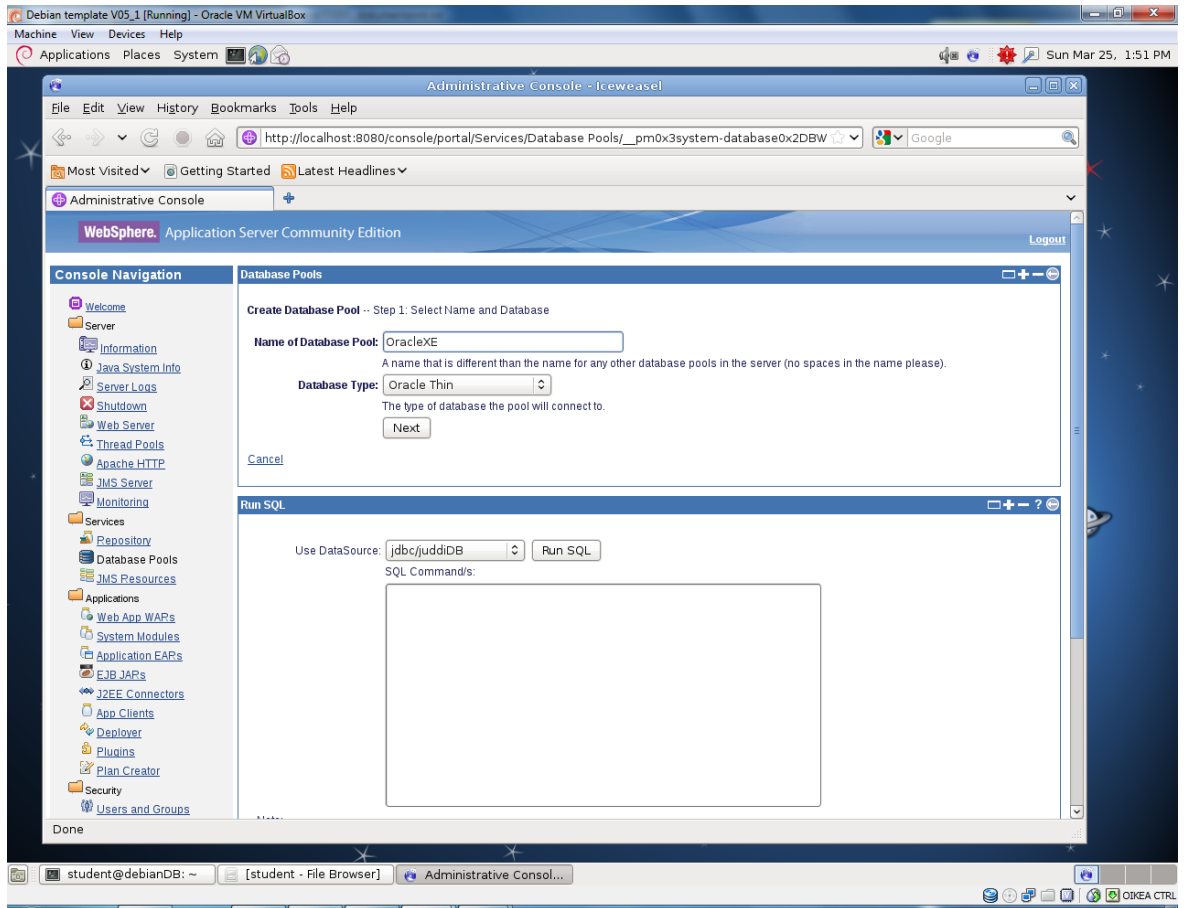 Debian template V05_1 [Running] - Oracle VM VirtualBox
Machine View Devices Help
Applications Places System Sun Mar 25, 1:51 PM
Administrative Console - Iceweasel
File Edit View History Bookmarks Tools Help
http://localhost:8080/console/portal/Services/Database Pools/__pm0x3system-database0x2DBW Google
Most Visited Getting Started Latest Headlines
Administrative Console
WebSphere. Application Server Community Edition
Logout
Console Navigation
Welcome
Server
Information
Java System Info
Server Logs
Shutdown
Web Server
Thread Pools
Apache HTTP
JMS Server
Monitoring
Services
Repository
Database Pools
JMS Resources
Applications
Web App WARs
System Modules
Application EARs
EJB JARs
J2EE Connectors
App Clients
Deployer
Plugins
Plan Creator
Security
Users and Groups
Database Pools
Create Database Pool -- Step 1: Select Name and Database
Name of Database Pool: OracleXE
A name that is different than the name for any other database pools in the server (no spaces in the name please).
Database Type: Oracle Thin
The type of database the pool will connect to.
Next
Cancel
Run SQL
Use DataSource: jdbc/juddiDB Run SQL
SQL Command/s:
Done
student@debianDB: ~ [student - File Browser] Administrative Consol...
OIKEA CTRL